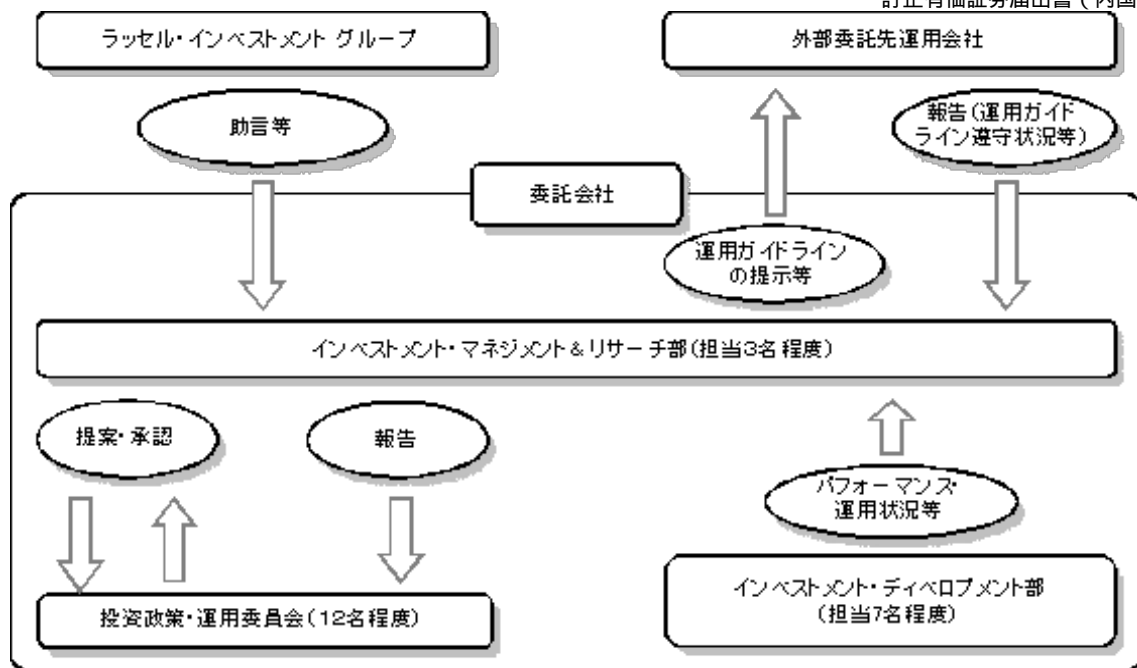 訂正有価証券届出書(内国
ラッセル・インベストメント グループ
外部委託先運用会社
助言等
報告(運用ガイド
ライン遵守状況等)
委託会社
運用ガイドライン
の提示等
インベストメント・マネジメント&リサーチ部(担当3名程度)
提案・承認
報告
パフォーマンス・
運用状況等
投資政策・運用委員会(12名程度)
インベストメント・ディベロプメント部
(担当7名程度)